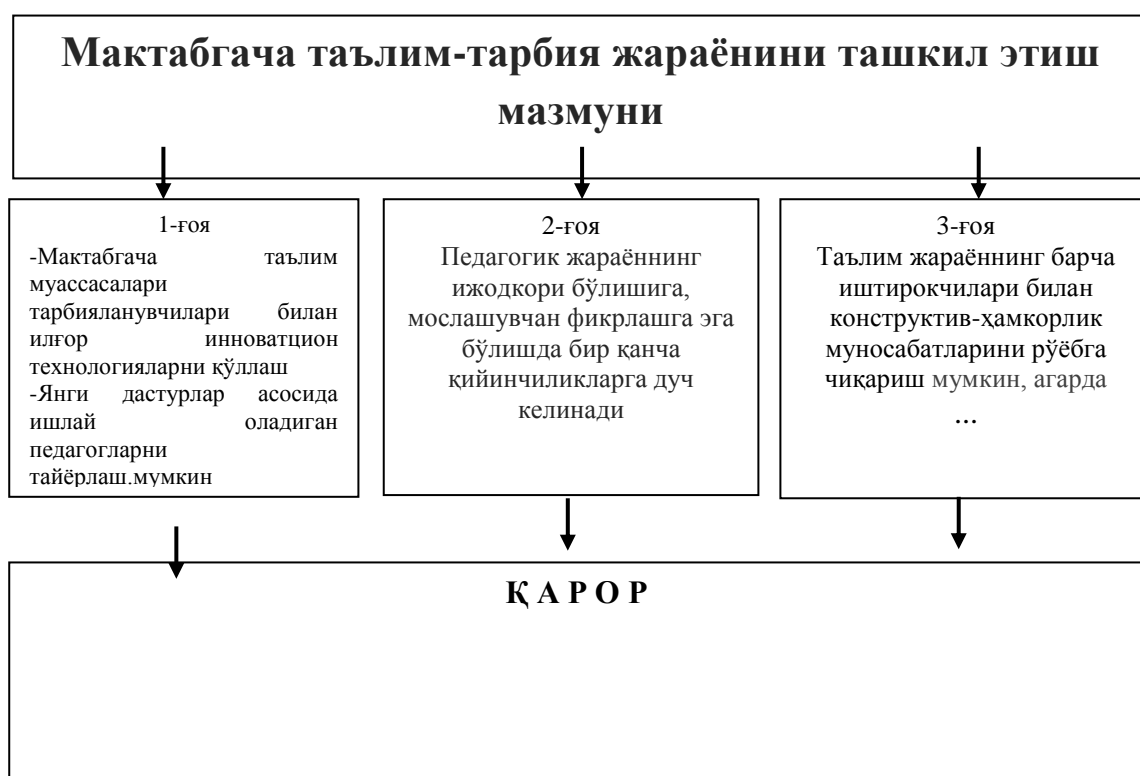 Мактабгача таълим-тарбия жараёнини ташкил этиш
мазмуни
1-ғоя
-Мактабгача таълим
муассасалари
тарбияланувчилари билан
илғор инноватцион
технологияларни қўллаш
-Янги дастурлар асосида
ишлай оладиган
педагогларни
тайёрлаш.мумкин
2-ғоя
Педагогик жараённинг
ижодкори бўлишига,
мослашувчан фикрлашга эга
бўлишда бир қанча
қийинчиликларга дуч
келинади
3-ғоя
Таълим жараённинг барча
иштирокчилари билан
конструктив-ҳамкорлик
муносабатларини рўёбга
чиқариш мумкин, агарда
...
Қ А Р О Р